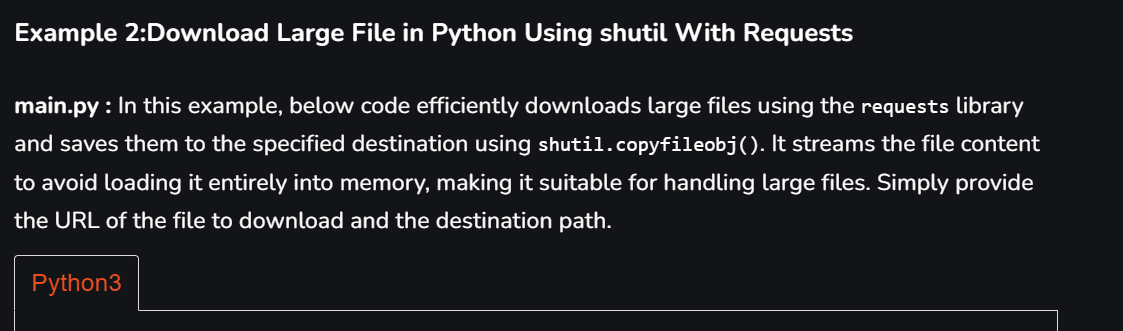 Example 2:Download Large File in Python Using shutil With Requests
main.py : In this example, below code efficiently downloads large files using the requests library
and saves them to the specified destination using shutil.copyfileobj(). It streams the file content
to avoid loading it entirely into memory, making it suitable for handling large files. Simply provide
the URL of the file to download and the destination path.
Python3